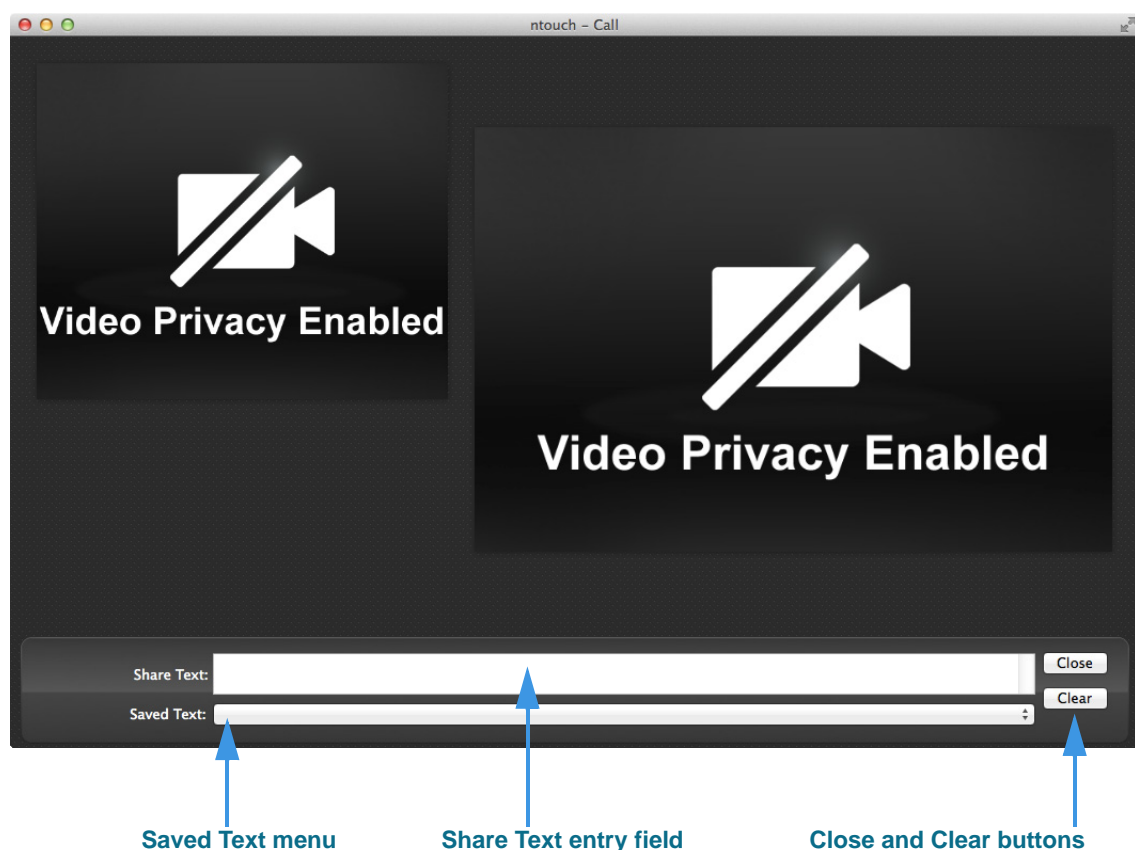 ntouch – Call
Video Privacy Enabled
Video Privacy Enabled
Share Text:
Close
Saved Text:
Clear
Saved Text menu
Share Text entry field
Close and Clear buttons